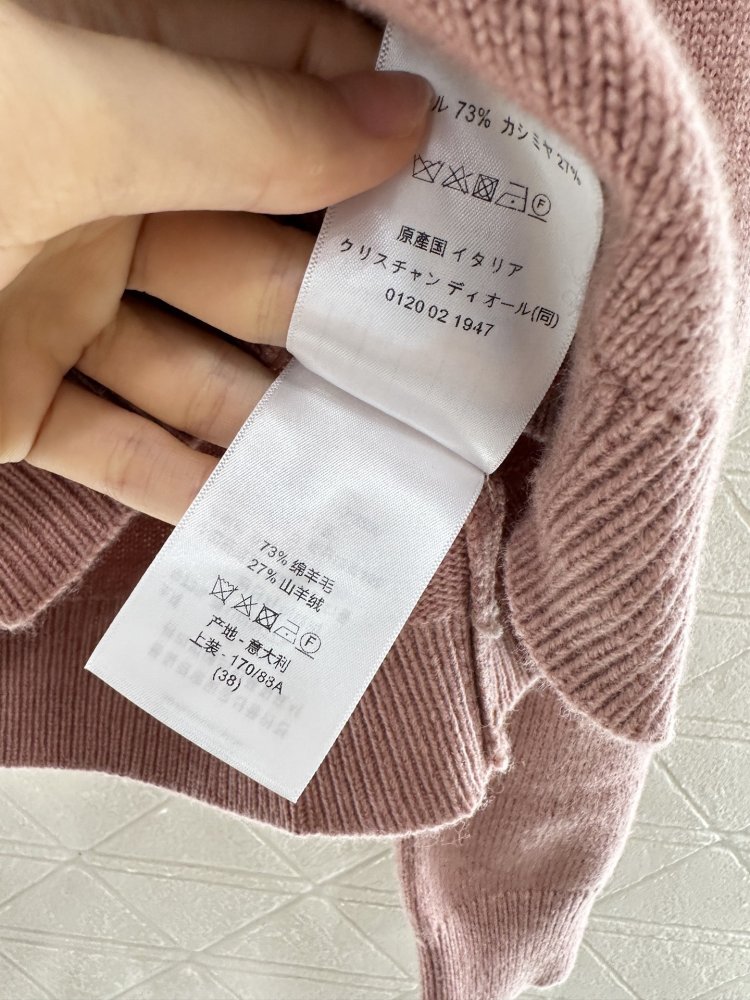 ル 73% カシミヤ 27%
F
原産国 イタリア
クリスチャン ディオール(同)
0120 02 1947
73% 绵羊毛
27% 山羊绒
F
产地 - 意大利
上装 - 170/88A
(38)